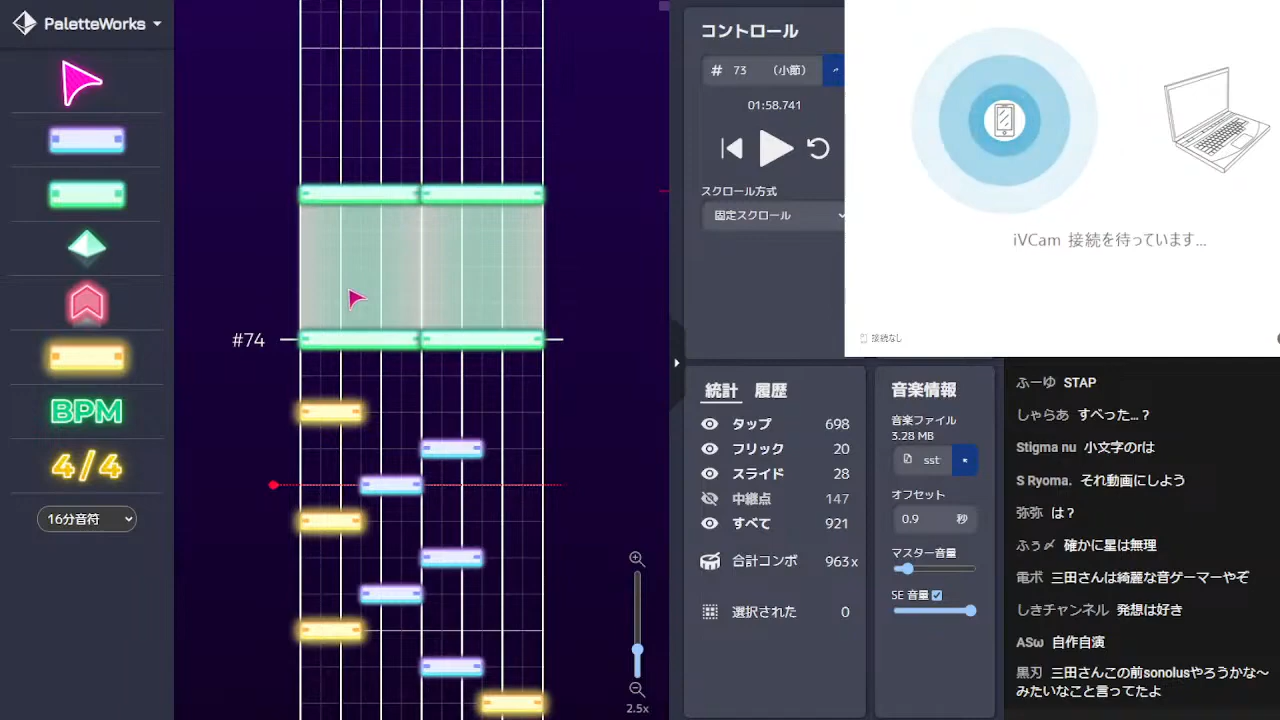 PaletteWorks
BPM
4/4
16分音符
#74
2.5x
コントロール
# 73 （小節）
01:58.741
スクロール方式
固定スクロール
iVCam 接続を待っています...
接続なし
統計 履歴
タップ 698
フリック 20
スライド 28
中継点 147
すべて 921
合計コンボ 963x
選択された 0
音楽情報
音楽ファイル
3.28 MB
sst
オフセット
0.9 秒
マスター音量
SE 音量
ふーゆ STAP
しゃらあ すべった…？
Stigma nu 小文字のrは
S Ryoma. それ動画にしよう
弥弥 は？
ふぅ〆 確かに星は無理
電ボ 三田さんは綺麗な音ゲーマーやぞ
しきチャンネル 発想は好き
ASω 自作自演
黒刃 三田さんこの前sonolusやろうかな〜
みたいなこと言ってたよ